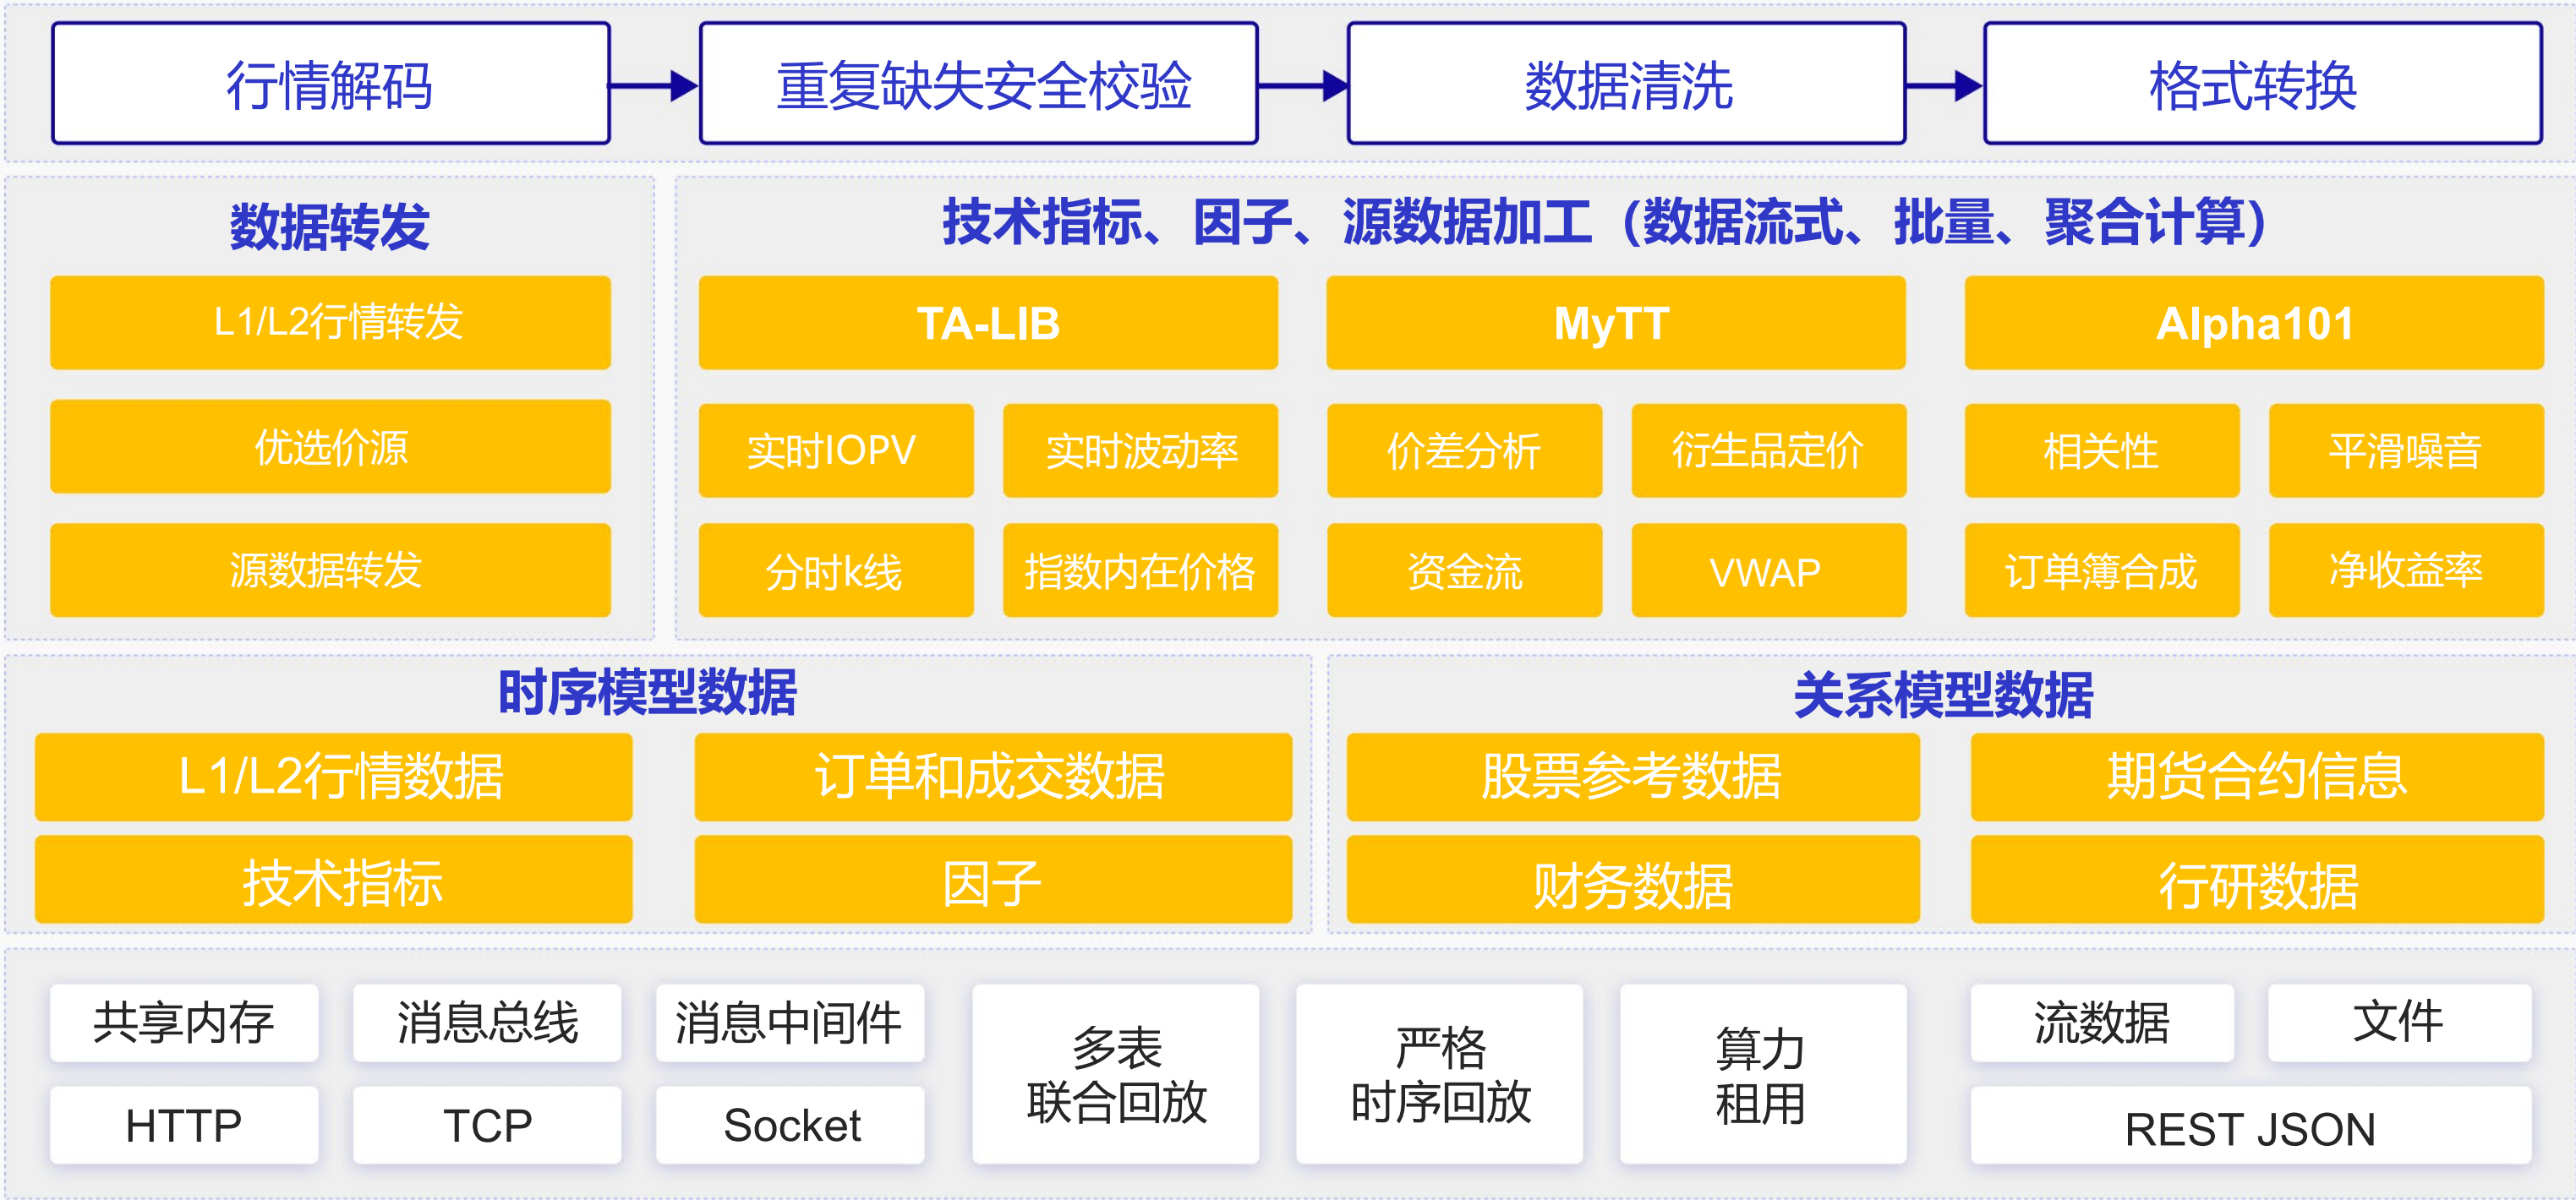 行情解码
重复缺失安全校验
数据清洗
格式转换
数据转发
L1/L2行情转发
优选价源
源数据转发
技术指标、因子、源数据加工（数据流式、批量、聚合计算）
TA-LIB
MyTT
Alpha101
实时IOPV
实时波动率
价差分析
衍生品定价
相关性
平滑噪音
分时k线
指数内在价格
资金流
VWAP
订单簿合成
净收益率
时序模型数据
L1/L2行情数据
订单和成交数据
技术指标
因子
关系模型数据
股票参考数据
期货合约信息
财务数据
行研数据
共享内存
消息总线
消息中间件
HTTP
TCP
Socket
多表
联合回放
严格
时序回放
算力
租用
流数据
文件
REST JSON